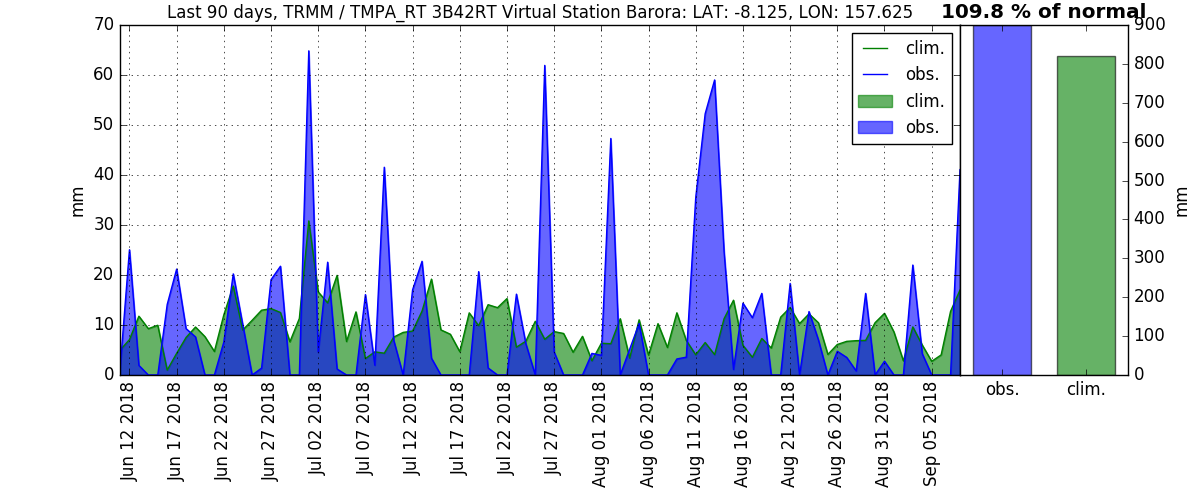 Last 90 days, TRMM / TMPA_RT 3B42RT Virtual Station Barora: LAT: -8.125, LON: 157.625
109.8 % of normal
70
60
50
40
30
20
10
0
mm
clim.
obs.
clim.
obs.
900
800
700
600
500
400
300
200
100
0
mm
Jun 12 2018
Jun 17 2018
Jun 22 2018
Jun 27 2018
Jul 02 2018
Jul 07 2018
Jul 12 2018
Jul 17 2018
Jul 22 2018
Jul 27 2018
Aug 01 2018
Aug 06 2018
Aug 11 2018
Aug 16 2018
Aug 21 2018
Aug 26 2018
Aug 31 2018
Sep 05 2018
obs.
clim.